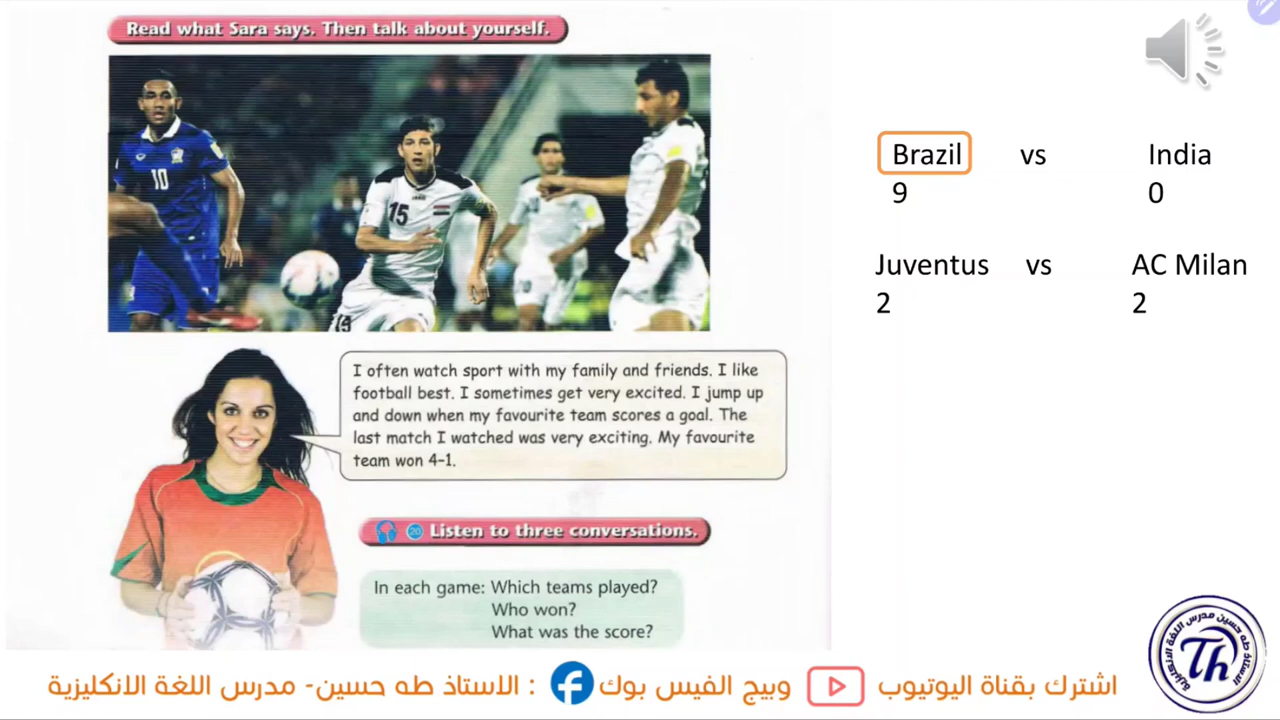 Read what Sara says. Then talk about yourself.
10
15
15
I often watch sport with my family and friends. I like
football best. I sometimes get very excited. I jump up
and down when my favourite team scores a goal. The
last match I watched was very exciting. My favourite
team won 4-1.
20 Listen to three conversations.
In each game: Which teams played?
Who won?
What was the score?
Brazil vs India
9 0
Juventus vs AC Milan
2 2
اشترك بقناة اليوتيوب وبيج الفيس بوك : الاستاذ طه حسين- مدرس اللغة الانكليزية
Th